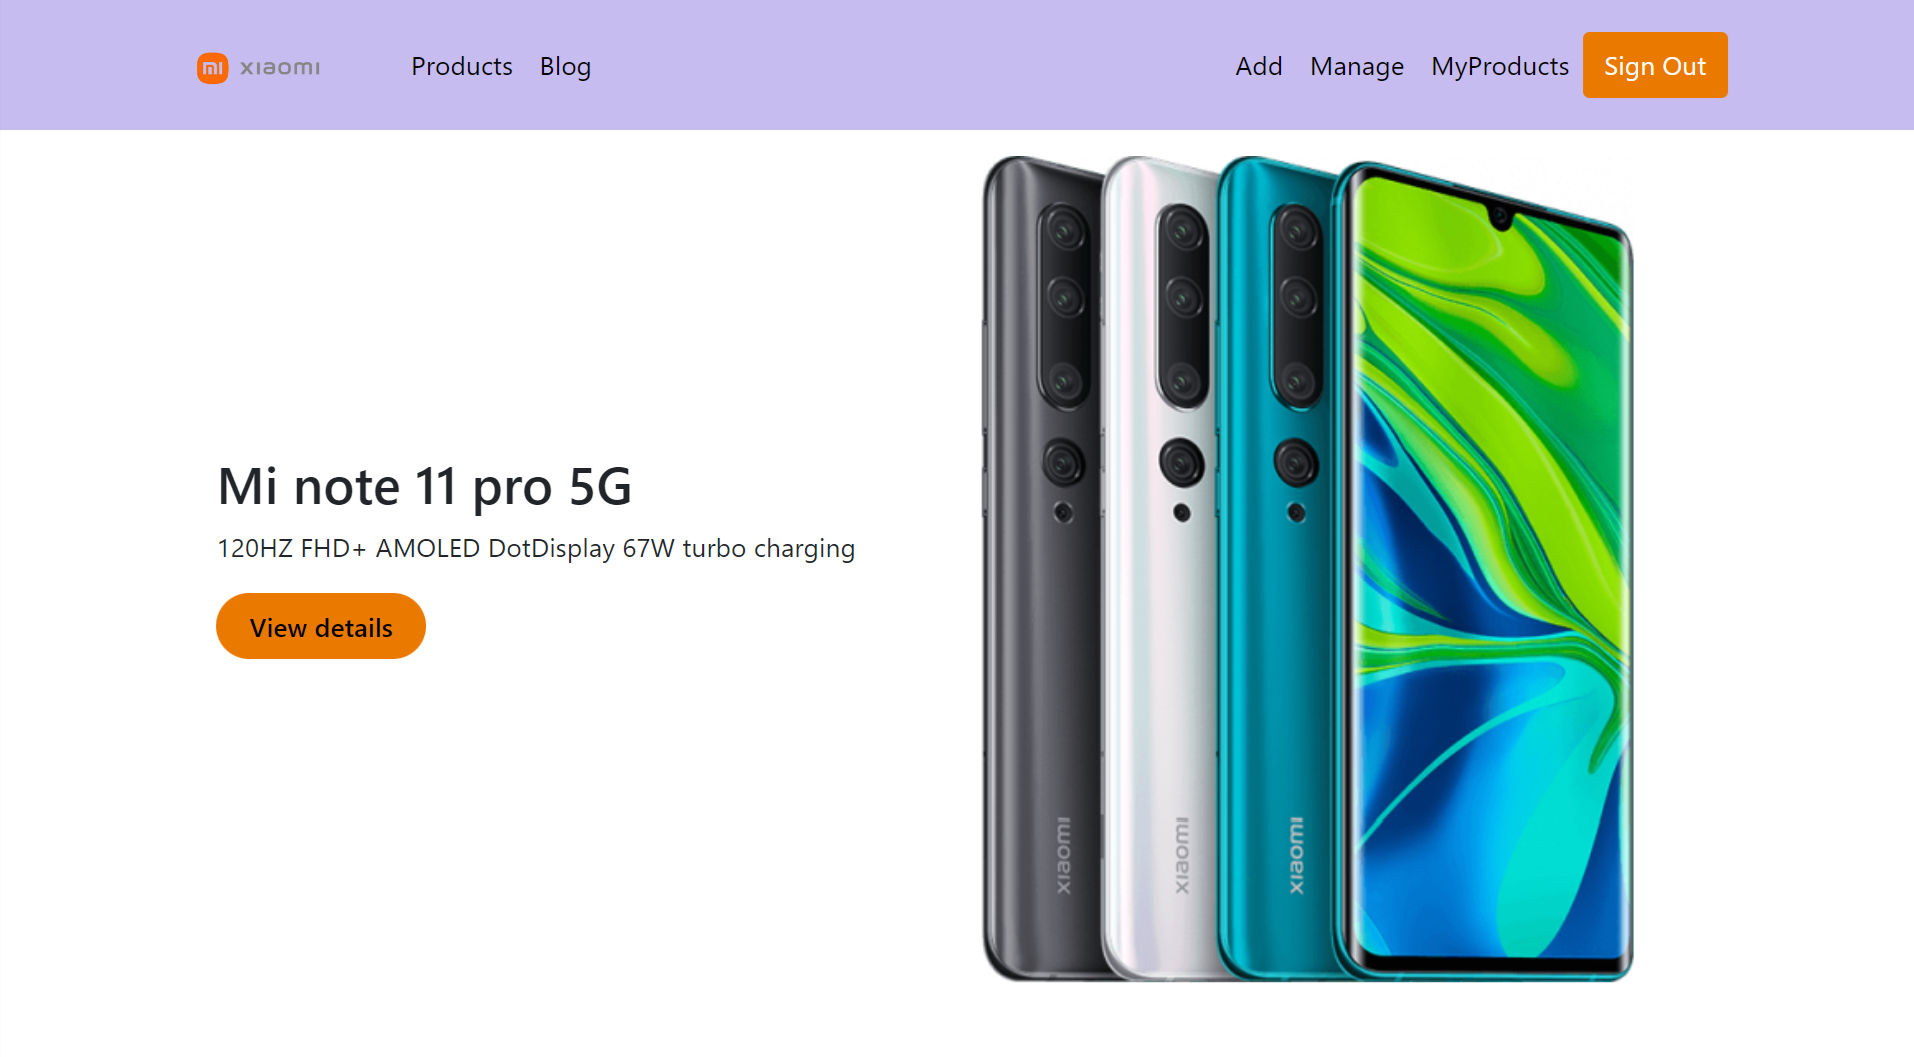 mi xiaomi Products Blog Add Manage MyProducts Sign Out
Mi note 11 pro 5G
120HZ FHD+ AMOLED DotDisplay 67W turbo charging
View details
xiaomi
xiaomi
xiaomi